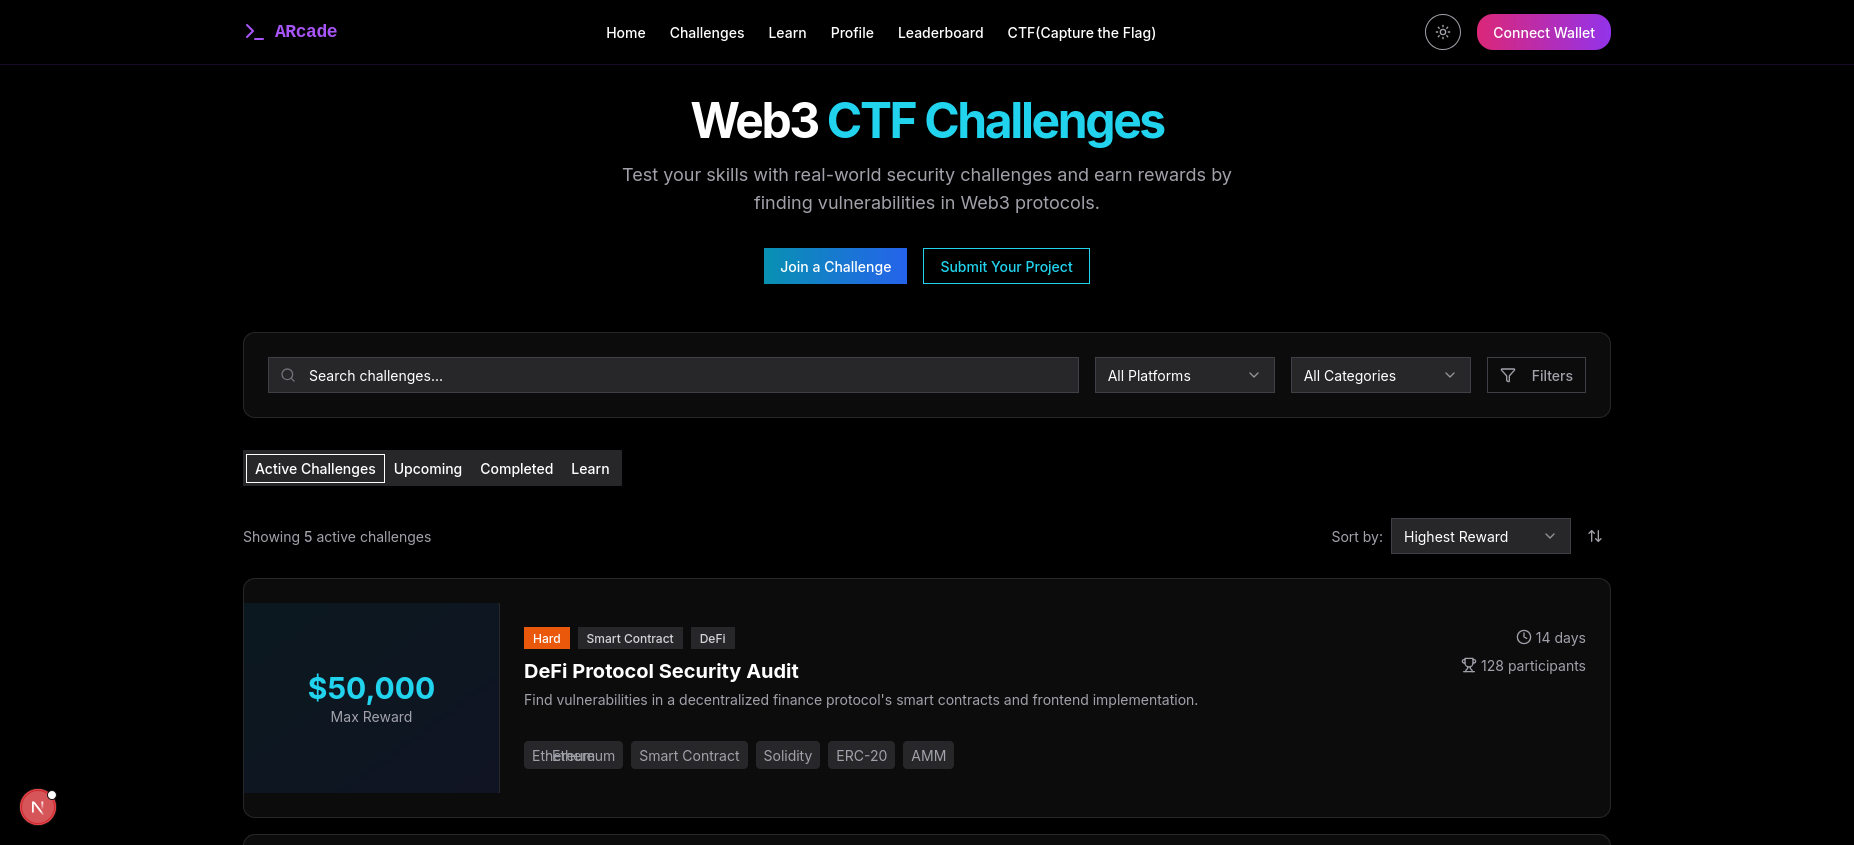 ARcade
Home Challenges Learn Profile Leaderboard CTF(Capture the Flag)
Connect Wallet
Web3 CTF Challenges
Test your skills with real-world security challenges and earn rewards by
finding vulnerabilities in Web3 protocols.
Join a Challenge Submit Your Project
Search challenges... All Platforms All Categories Filters
Active Challenges Upcoming Completed Learn
Showing 5 active challenges Sort by: Highest Reward
$50,000
Max Reward
Hard Smart Contract DeFi
DeFi Protocol Security Audit
Find vulnerabilities in a decentralized finance protocol's smart contracts and frontend implementation.
14 days
128 participants
Ethereum Ethereum Smart Contract Solidity ERC-20 AMM
N